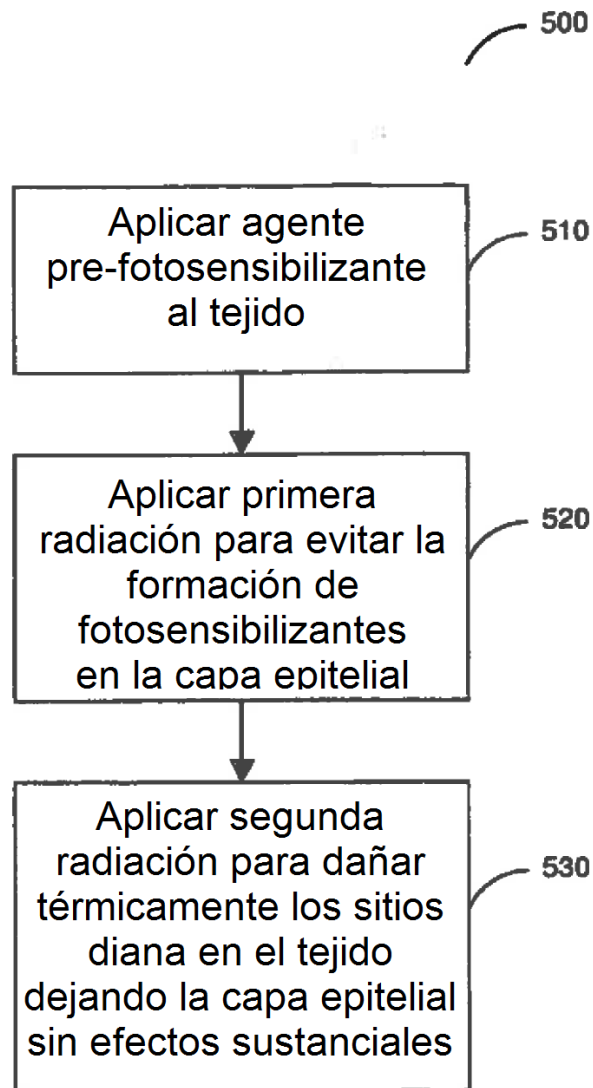 500
Aplicar agente
pre-fotosensibilizante
al tejido
510
Aplicar primera
radiación para evitar la
formación de
fotosensibilizantes
en la capa epitelial
520
Aplicar segunda
radiación para dañar
térmicamente los sitios
diana en el tejido
dejando la capa epitelial
sin efectos sustanciales
530